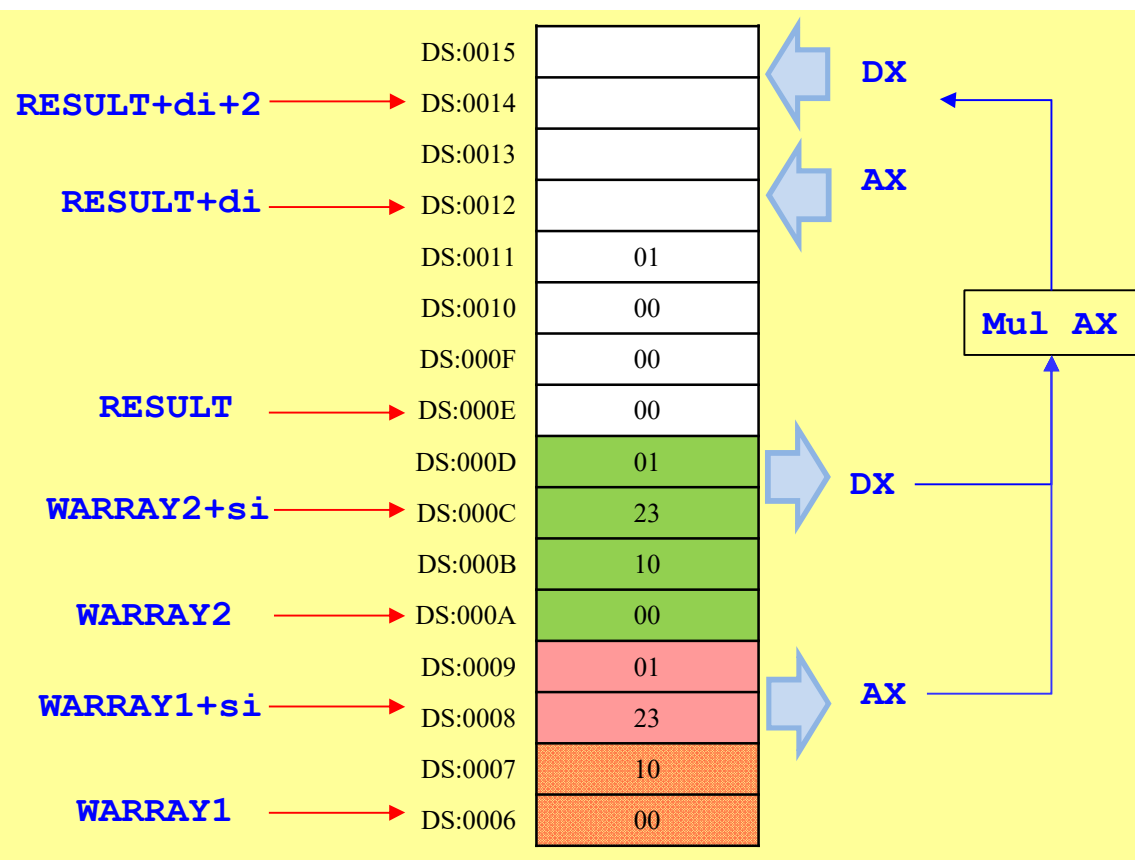 DS:0015
DX
RESULT+di+2 DS:0014
DS:0013
AX
RESULT+di DS:0012
DS:0011 01
DS:0010 00
Mul AX
DS:000F 00
RESULT DS:000E 00
DS:000D 01
DX
WARRAY2+si DS:000C 23
DS:000B 10
WARRAY2 DS:000A 00
DS:0009 01
AX
WARRAY1+si DS:0008 23
DS:0007 10
WARRAY1 DS:0006 00